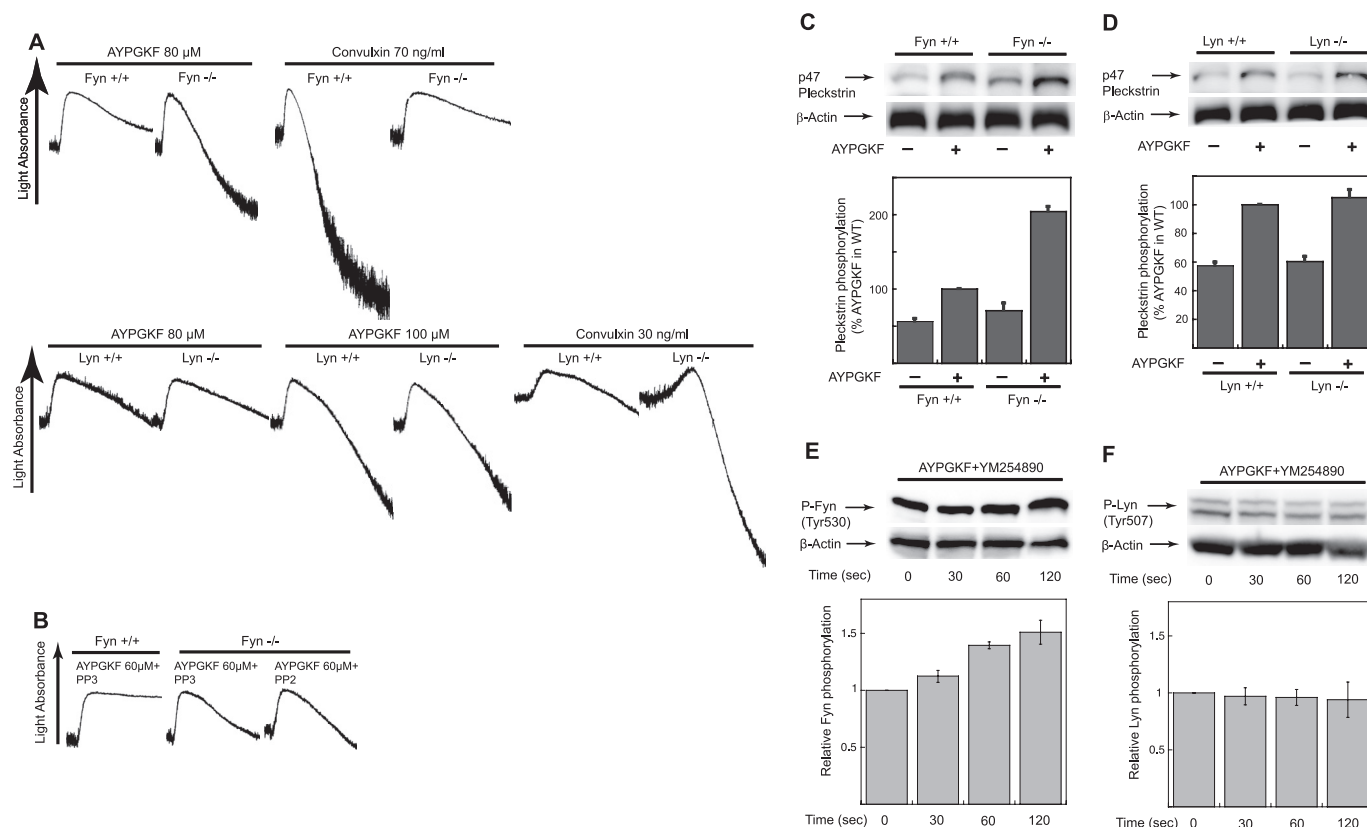 A
AYPGKF 80 µM
Convulxin 70 ng/ml
Fyn +/+
Fyn -/-
Fyn +/+
Fyn -/-
Light Absorbance
AYPGKF 80 µM
AYPGKF 100 µM
Convulxin 30 ng/ml
Lyn +/+
Lyn -/-
Lyn +/+
Lyn -/-
Lyn +/+
Lyn -/-
Light Absorbance
B
Fyn +/+
Fyn -/-
AYPGKF 60µM+
PP3
AYPGKF 60µM+
PP3
AYPGKF 60µM+
PP2
Light Absorbance
C
Fyn +/+
Fyn -/-
p47
Pleckstrin
β-Actin
AYPGKF
− + − +
Pleckstrin phosphorylation
(% AYPGKF in WT)
200
100
AYPGKF
− + − +
Fyn +/+
Fyn -/-
D
Lyn +/+
Lyn -/-
p47
Pleckstrin
β-Actin
AYPGKF
− + − +
Pleckstrin phosphorylation
(% AYPGKF in WT)
100
80
60
40
20
AYPGKF
− + − +
Lyn +/+
Lyn -/-
E
AYPGKF+YM254890
P-Fyn
(Tyr530)
β-Actin
Time (sec)
0 30 60 120
Relative Fyn phosphorylation
1.5
1
0.5
Time (sec)
0 30 60 120
F
AYPGKF+YM254890
P-Lyn
(Tyr507)
β-Actin
Time (sec)
0 30 60 120
Relative Lyn phosphorylation
1.5
1
0.5
Time (sec)
0 30 60 120